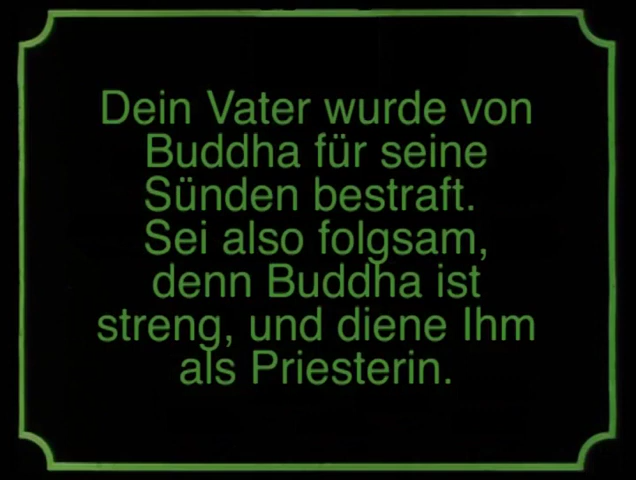 Dein Vater wurde von
Buddha für seine
Sünden bestraft.
Sei also folgsam,
denn Buddha ist
streng, und diene Ihm
als Priesterin.